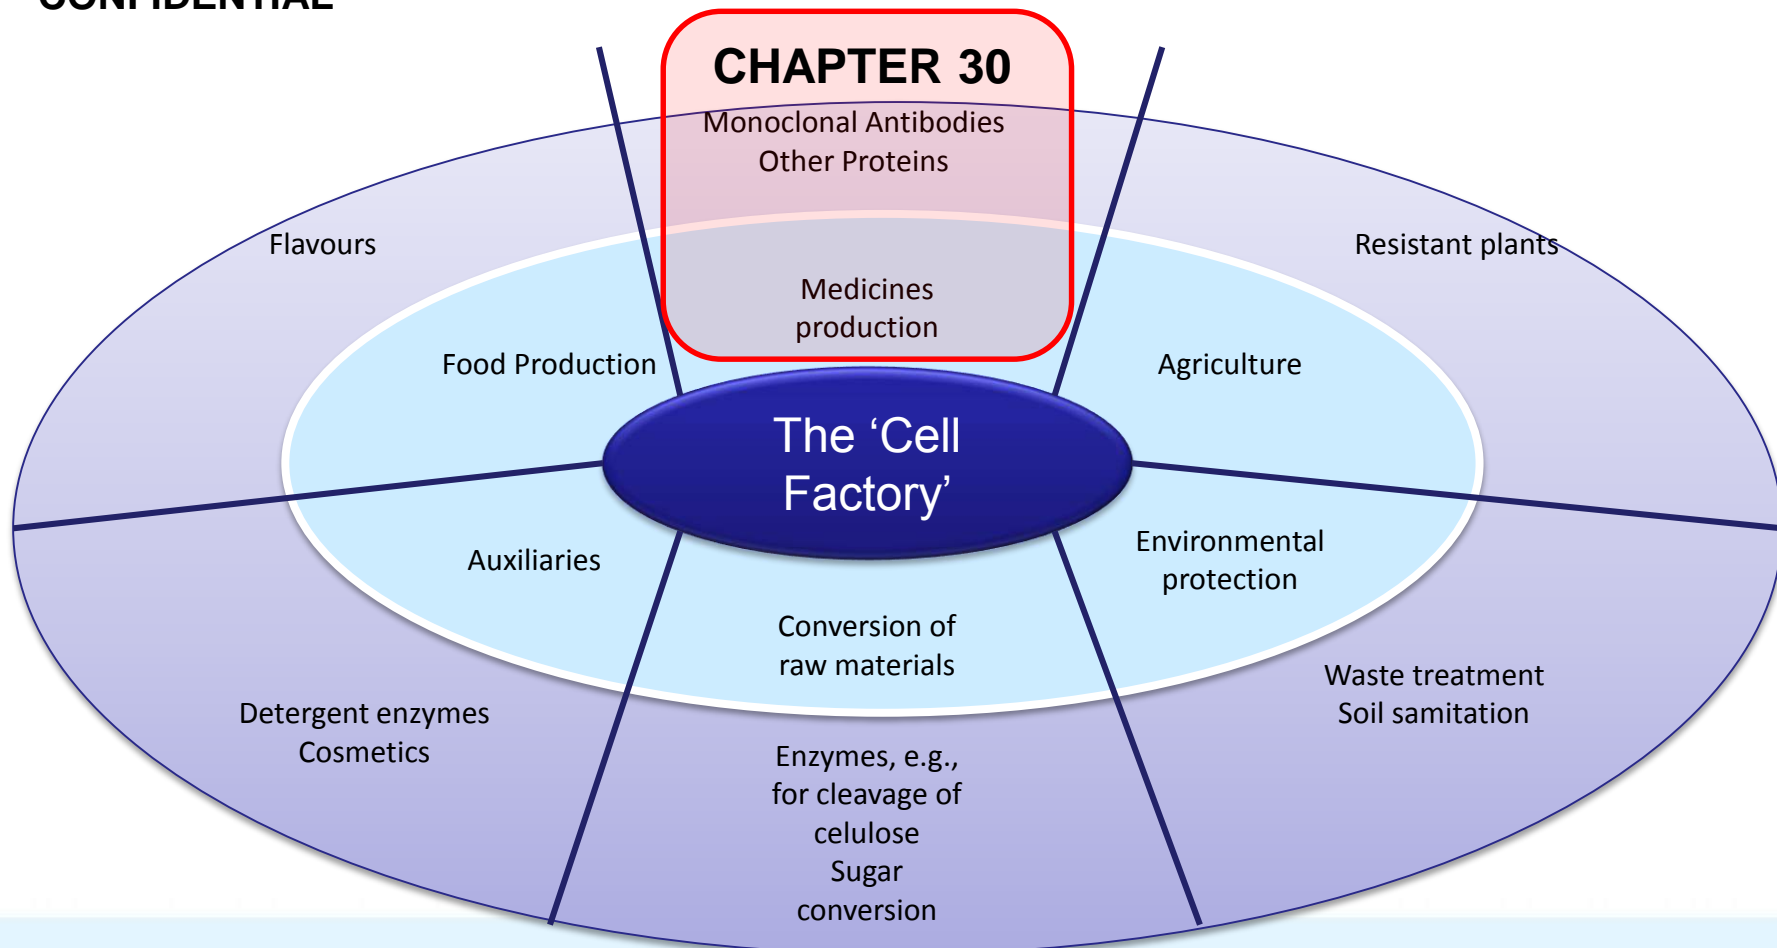 CONFIDENTIAL
CHAPTER 30
Monoclonal Antibodies
Other Proteins
Flavours
Resistant plants
Medicines
production
Food Production
Agriculture
The ‘Cell
Factory’
Auxiliaries
Environmental
protection
Conversion of
raw materials
Detergent enzymes
Cosmetics
Waste treatment
Soil samitation
Enzymes, e.g.,
for cleavage of
celulose
Sugar
conversion